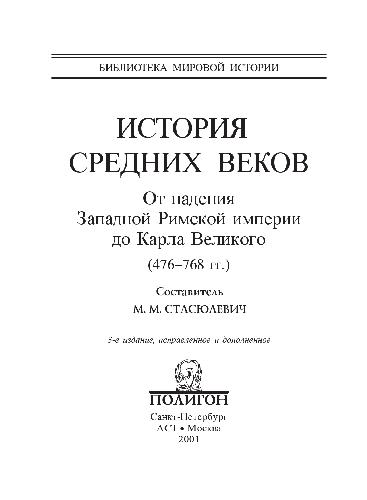 БИБЛИОТЕКА МИРОВОЙ ИСТОРИИ
ИСТОРИЯ
СРЕДНИХ ВЕКОВ
От падения
Западной Римской империи
до Карла Великого
(476–768 гг.)
Составитель
М. М. СТАСЮЛЕВИЧ
5-е издание, исправленное и дополненное
ПОЛИГОН
Санкт-Петербург
АСТ • Москва
2001